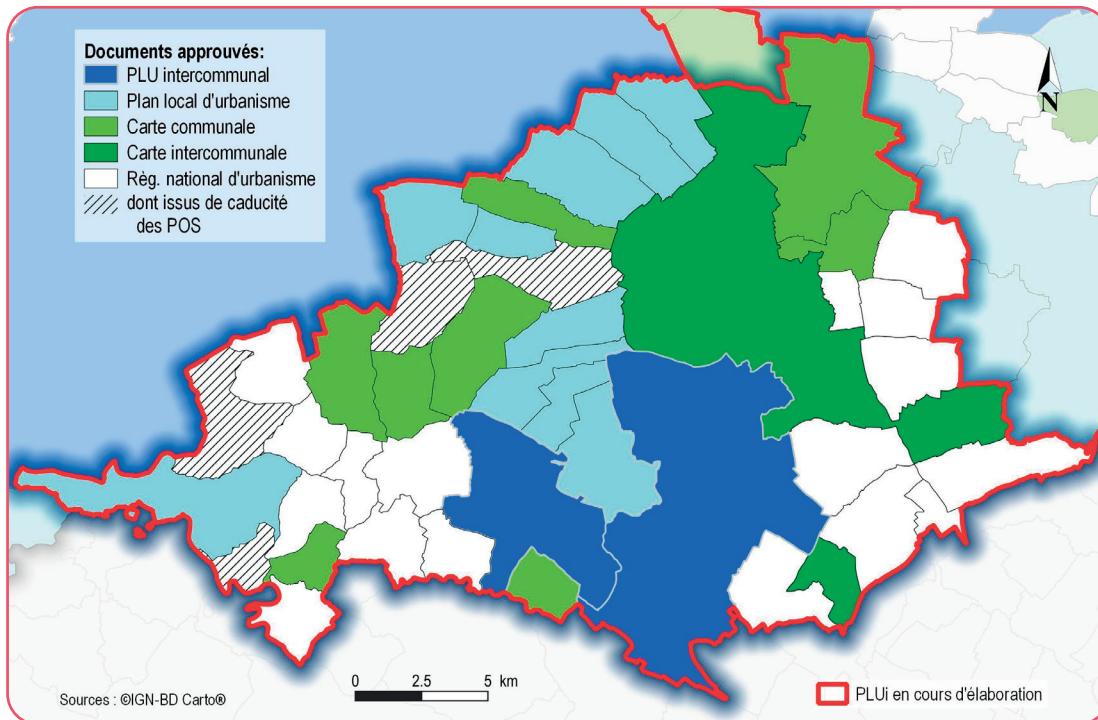 Documents approuvés:
PLU intercommunal
Plan local d'urbanisme
Carte communale
Carte intercommunale
Règ. national d'urbanisme
dont issus de caducité
des POS
N
Sources : ©IGN-BD Carto®
0 2.5 5 km
PLUi en cours d'élaboration